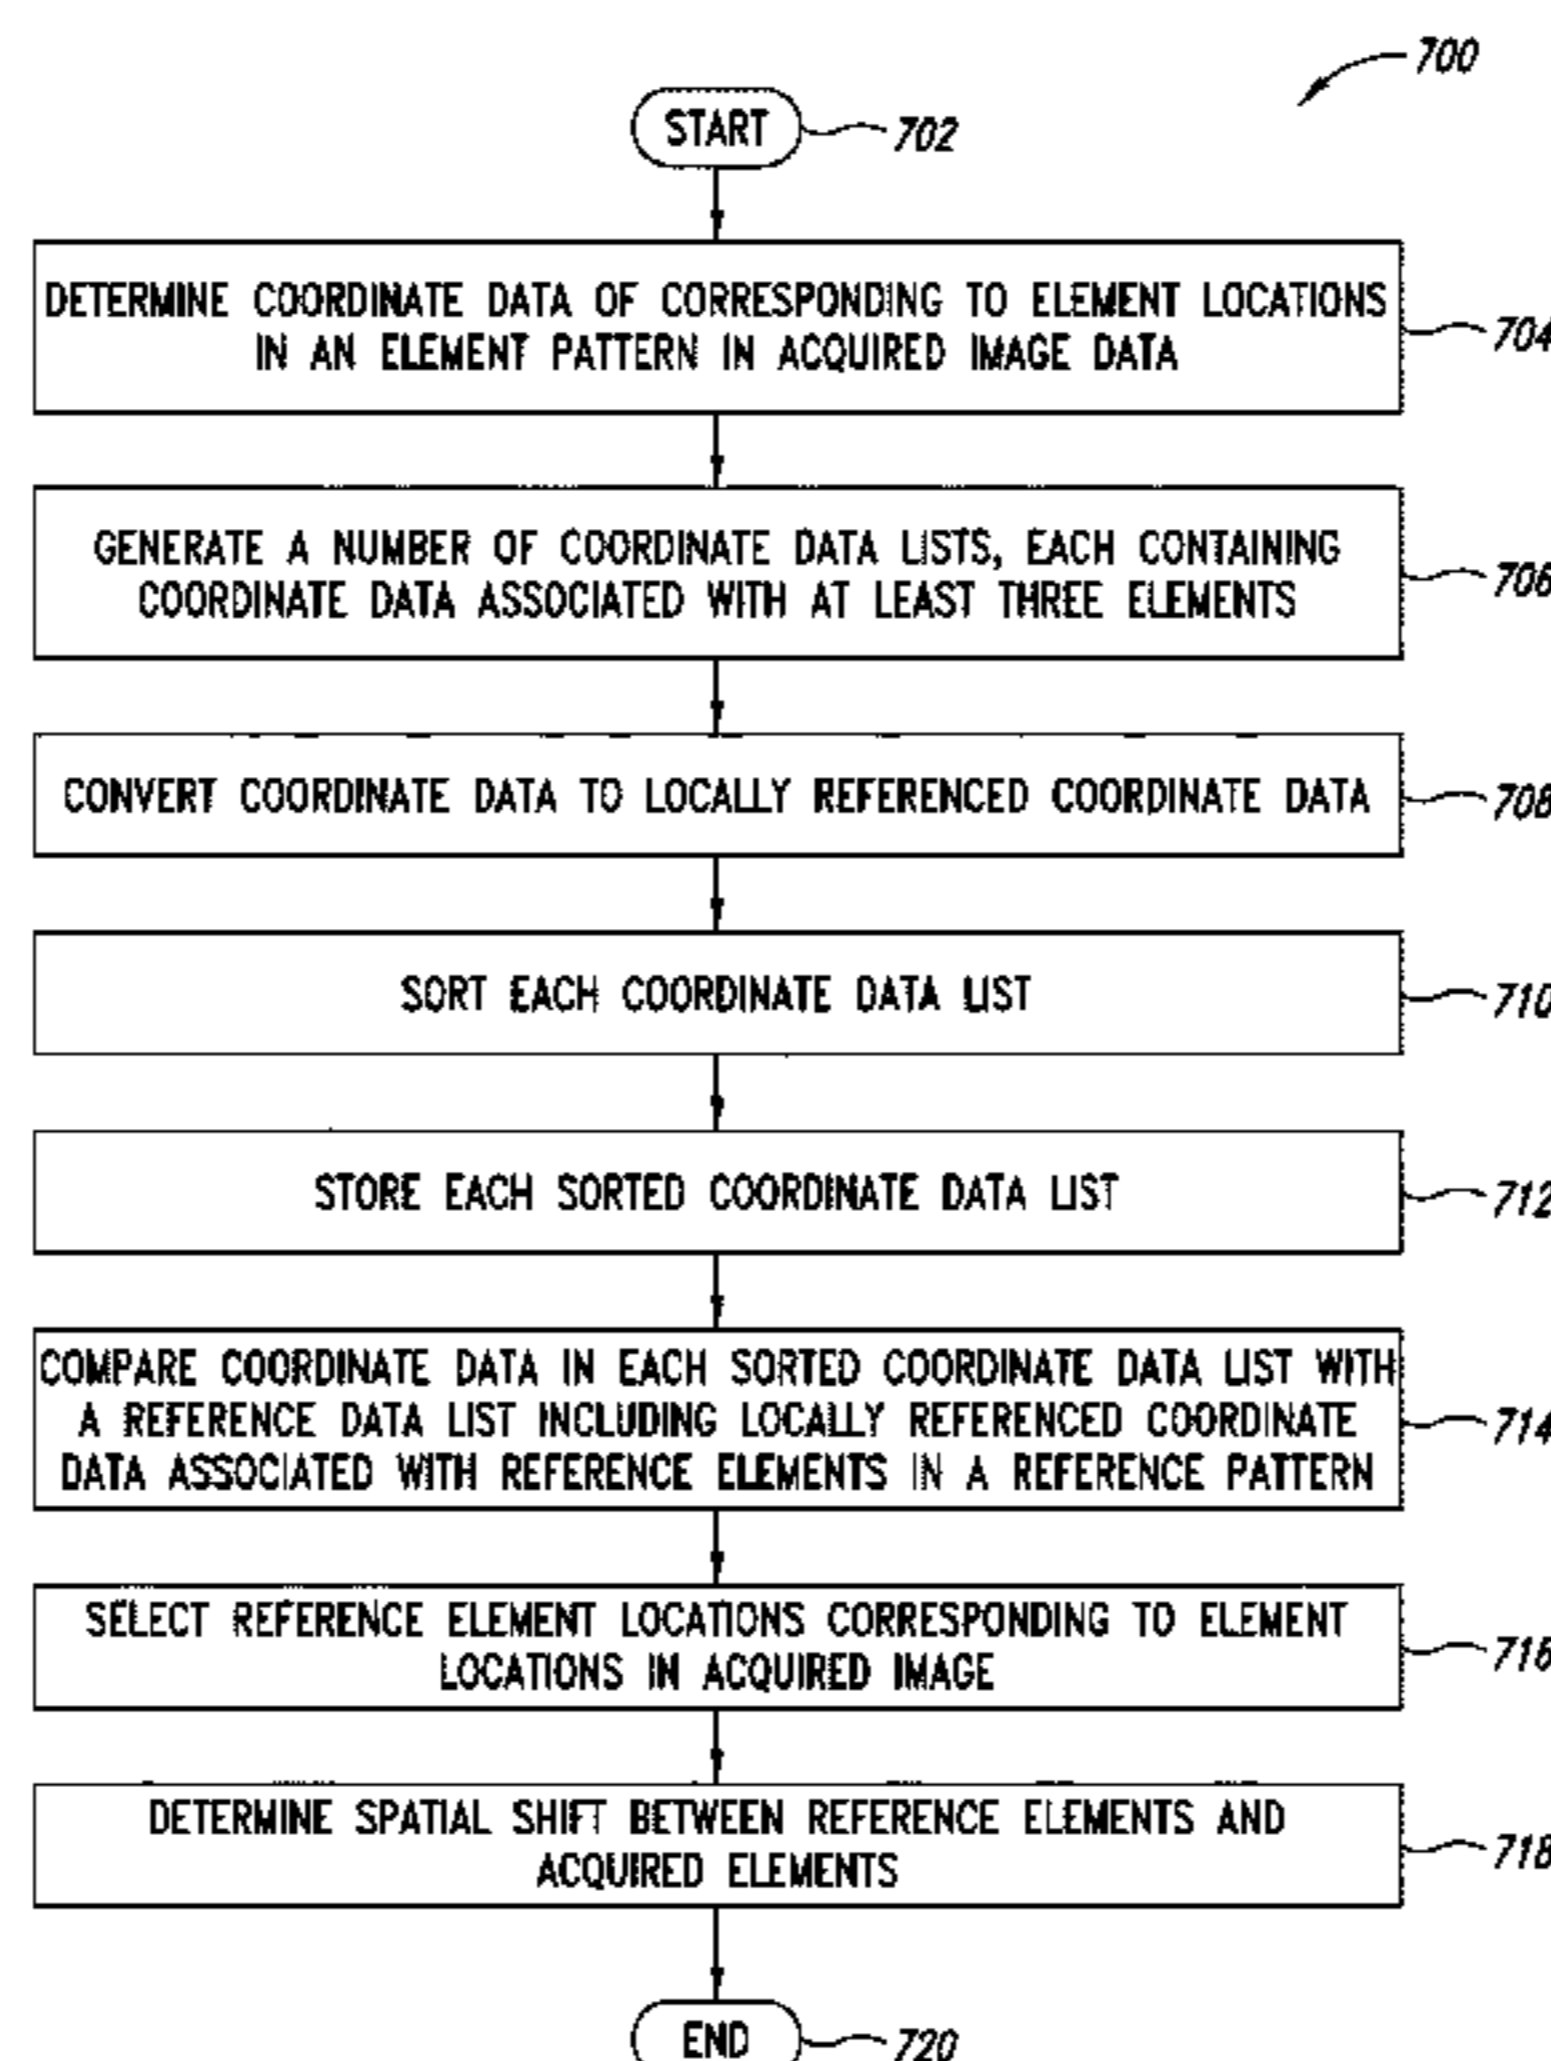 700
START
702
DETERMINE COORDINATE DATA OF CORRESPONDING TO ELEMENT LOCATIONS
IN AN ELEMENT PATTERN IN ACQUIRED IMAGE DATA
704
GENERATE A NUMBER OF COORDINATE DATA LISTS, EACH CONTAINING
COORDINATE DATA ASSOCIATED WITH AT LEAST THREE ELEMENTS
706
CONVERT COORDINATE DATA TO LOCALLY REFERENCED COORDINATE DATA
708
SORT EACH COORDINATE DATA LIST
710
STORE EACH SORTED COORDINATE DATA LIST
712
COMPARE COORDINATE DATA IN EACH SORTED COORDINATE DATA LIST WITH
A REFERENCE DATA LIST INCLUDING LOCALLY REFERENCED COORDINATE
DATA ASSOCIATED WITH REFERENCE ELEMENTS IN A REFERENCE PATTERN
714
SELECT REFERENCE ELEMENT LOCATIONS CORRESPONDING TO ELEMENT
LOCATIONS IN ACQUIRED IMAGE
716
DETERMINE SPATIAL SHIFT BETWEEN REFERENCE ELEMENTS AND
ACQUIRED ELEMENTS
718
END
720